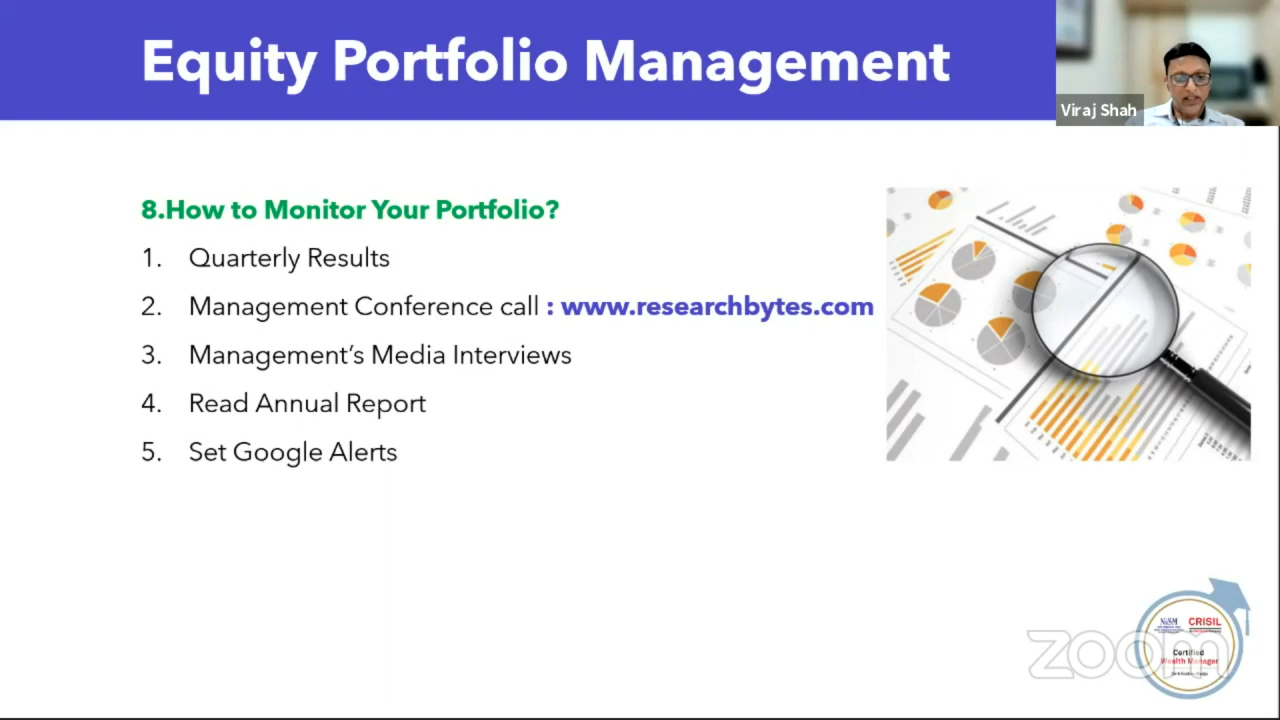 Equity Portfolio Management
Viraj Shah
8.How to Monitor Your Portfolio?
1. Quarterly Results
2. Management Conference call : www.researchbytes.com
3. Management’s Media Interviews
4. Read Annual Report
5. Set Google Alerts
zoom
NISM CRISIL
Certified
Wealth Manager